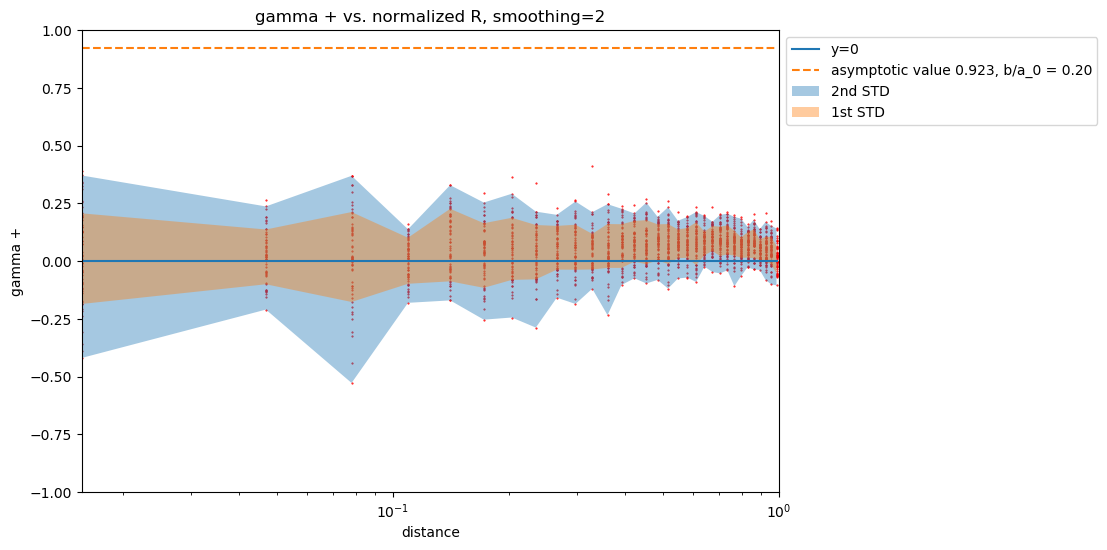 gamma + vs. normalized R, smoothing=2
1.00
0.75
0.50
0.25
0.00
−0.25
−0.50
−0.75
−1.00
gamma +
10⁻¹
10⁰
distance
y=0
asymptotic value 0.923, b/a_0 = 0.20
2nd STD
1st STD